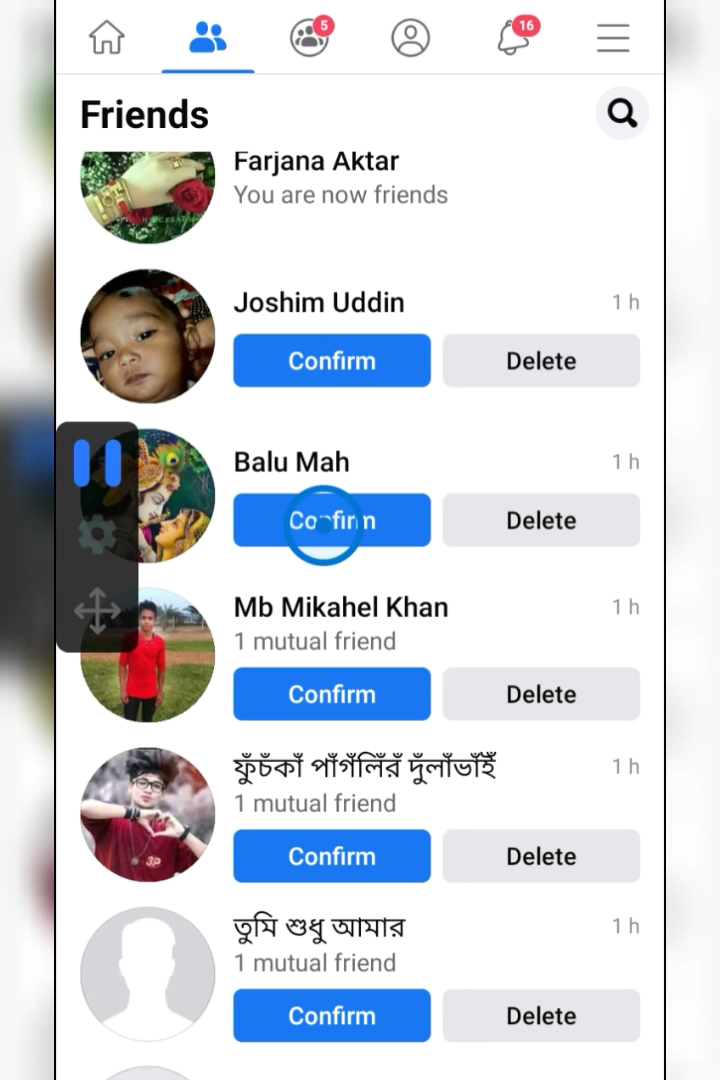 5
16
Friends
Farjana Aktar
You are now friends
Joshim Uddin
1 h
Confirm
Delete
Balu Mah
1 h
Confirm
Delete
Mb Mikahel Khan
1 h
1 mutual friend
Confirm
Delete
ফুঁচঁকাঁ পাঁগঁলিঁরঁ দুঁলাঁভাঁইঁ
1 h
1 mutual friend
Confirm
Delete
তুমি শুধু আমার
1 h
1 mutual friend
Confirm
Delete